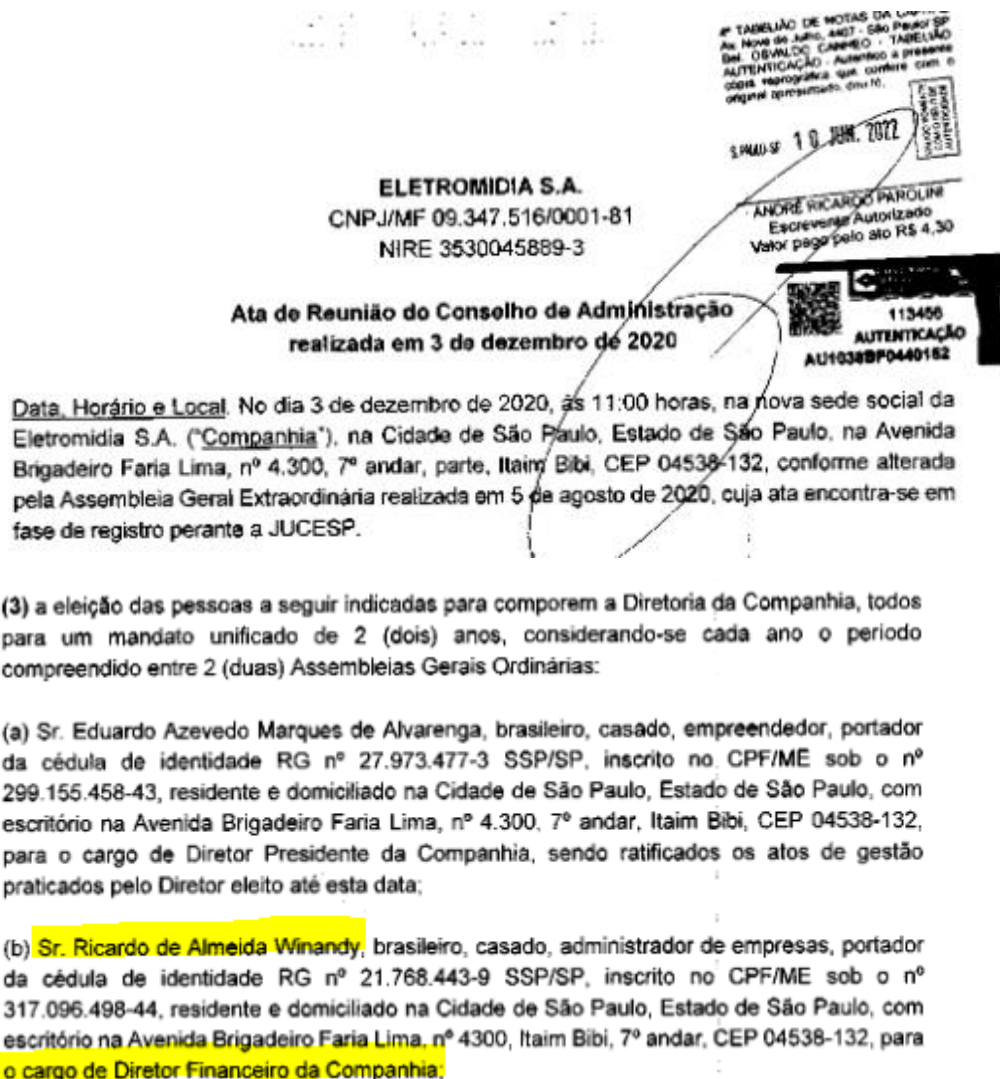 4º TABELIÃO DE NOTAS DA
Av. Nove de Julho, 4407 - São Paulo/ SP
Bel. OSVALDO CANHEO - TABELIÃO
AUTENTICAÇÃO - Autentico a presente
cópia reprográfica que confere com o
original apresentado, dou fé.
S.PAULO-SP 10 JUN. 2022
ANDRÉ RICARDO PAROLINI
Escrevente Autorizado
Valor pago pelo ato R$ 4,30
113456
AUTENTICAÇÃO
AU1038BF0440162
ELETROMIDIA S.A.
CNPJ/MF 09.347.516/0001-81
NIRE 3530045889-3
Ata de Reunião do Conselho de Administração
realizada em 3 de dezembro de 2020
Data, Horário e Local. No dia 3 de dezembro de 2020, às 11:00 horas, na nova sede social da
Eletromidia S.A. ("Companhia"), na Cidade de São Paulo, Estado de São Paulo, na Avenida
Brigadeiro Faria Lima, nº 4.300, 7º andar, parte, Itaim Bibi, CEP 04538-132, conforme alterada
pela Assembleia Geral Extraordinária realizada em 5 de agosto de 2020, cuja ata encontra-se em
fase de registro perante a JUCESP.
(3) a eleição das pessoas a seguir indicadas para comporem a Diretoria da Companhia, todos
para um mandato unificado de 2 (dois) anos, considerando-se cada ano o período
compreendido entre 2 (duas) Assembleias Gerais Ordinárias:
(a) Sr. Eduardo Azevedo Marques de Alvarenga, brasileiro, casado, empreendedor, portador
da cédula de identidade RG nº 27.973.477-3 SSP/SP, inscrito no CPF/ME sob o nº
299.155.458-43, residente e domiciliado na Cidade de São Paulo, Estado de São Paulo, com
escritório na Avenida Brigadeiro Faria Lima, nº 4.300, 7º andar, Itaim Bibi, CEP 04538-132,
para o cargo de Diretor Presidente da Companhia, sendo ratificados os atos de gestão
praticados pelo Diretor eleito até esta data;
(b) Sr. Ricardo de Almeida Winandy, brasileiro, casado, administrador de empresas, portador
da cédula de identidade RG nº 21.768.443-9 SSP/SP, inscrito no CPF/ME sob o nº
317.096.498-44, residente e domiciliado na Cidade de São Paulo, Estado de São Paulo, com
escritório na Avenida Brigadeiro Faria Lima, nº 4300, Itaim Bibi, 7º andar, CEP 04538-132, para
o cargo de Diretor Financeiro da Companhia;